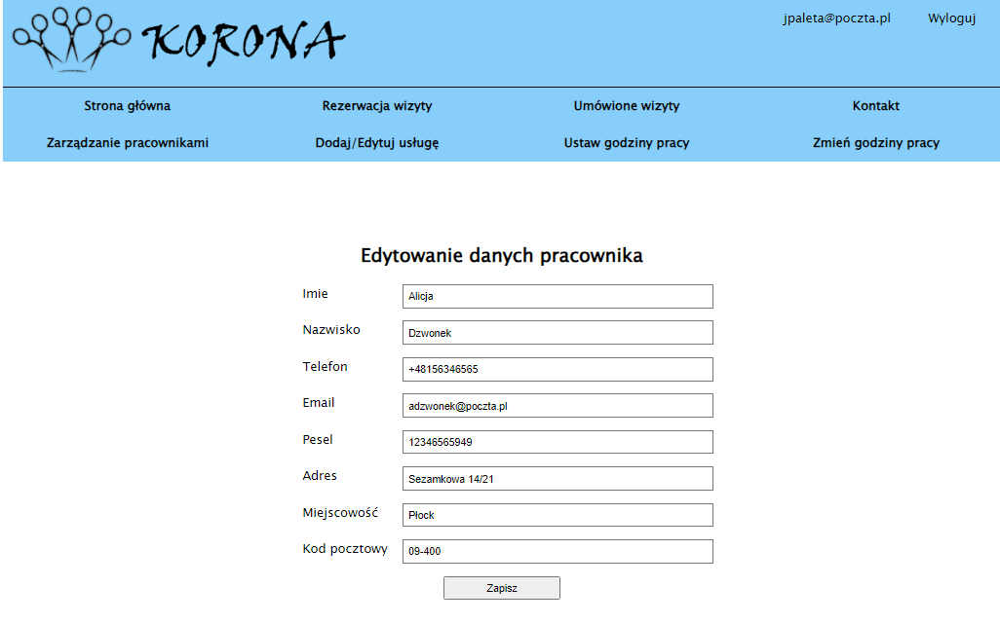 KORONA
jpaleta@poczta.pl Wyloguj
Strona główna Rezerwacja wizyty Umówione wizyty Kontakt
Zarządzanie pracownikami Dodaj/Edytuj usługę Ustaw godziny pracy Zmień godziny pracy
Edytowanie danych pracownika
Imie Alicja
Nazwisko Dzwonek
Telefon +48156346565
Email adzwonek@poczta.pl
Pesel 12346565949
Adres Sezamkowa 14/21
Miejscowość Płock
Kod pocztowy 09-400
Zapisz